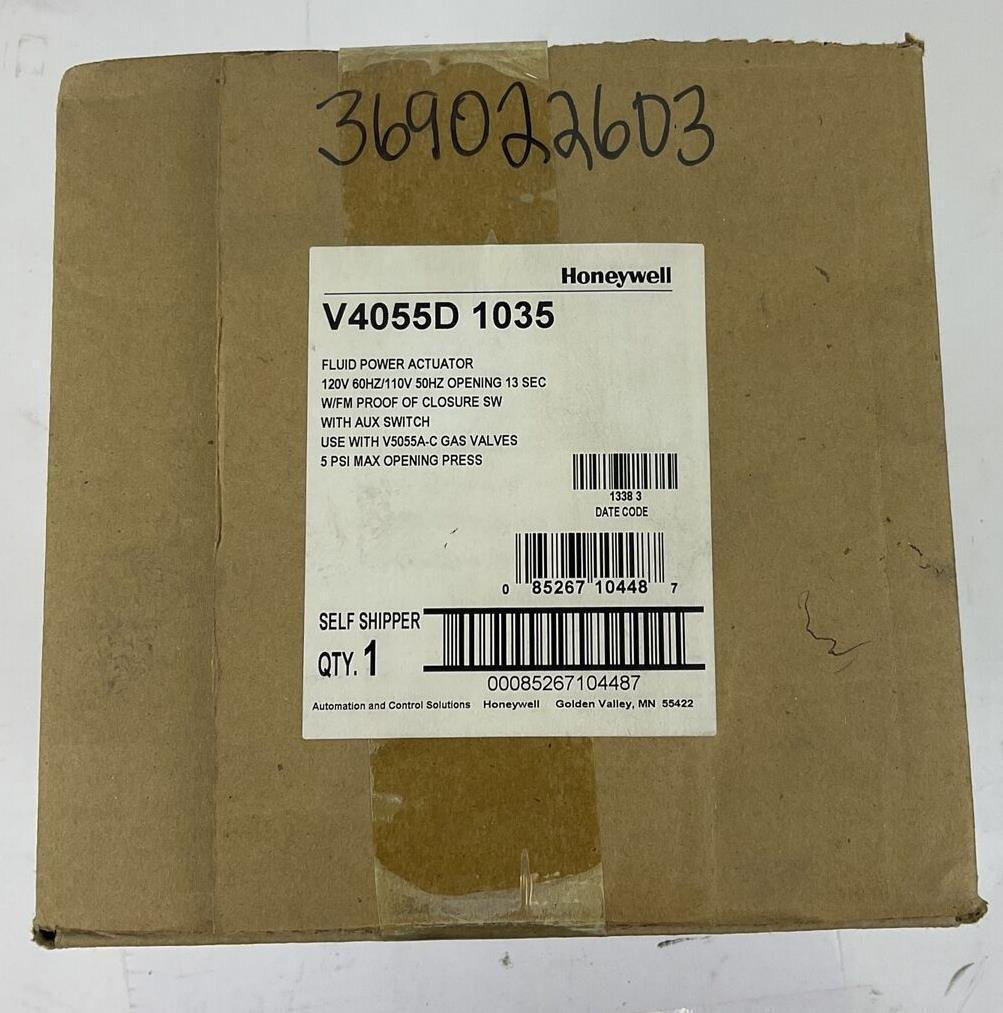 369022603
Honeywell
V4055D 1035
FLUID POWER ACTUATOR
120V 60HZ/110V 50HZ OPENING 13 SEC
W/FM PROOF OF CLOSURE SW
WITH AUX SWITCH
USE WITH V5055A-C GAS VALVES
5 PSI MAX OPENING PRESS
1338 3
DATE CODE
0 85267 10448 7
SELF SHIPPER
QTY. 1
00085267104487
Automation and Control Solutions Honeywell Golden Valley, MN 55422